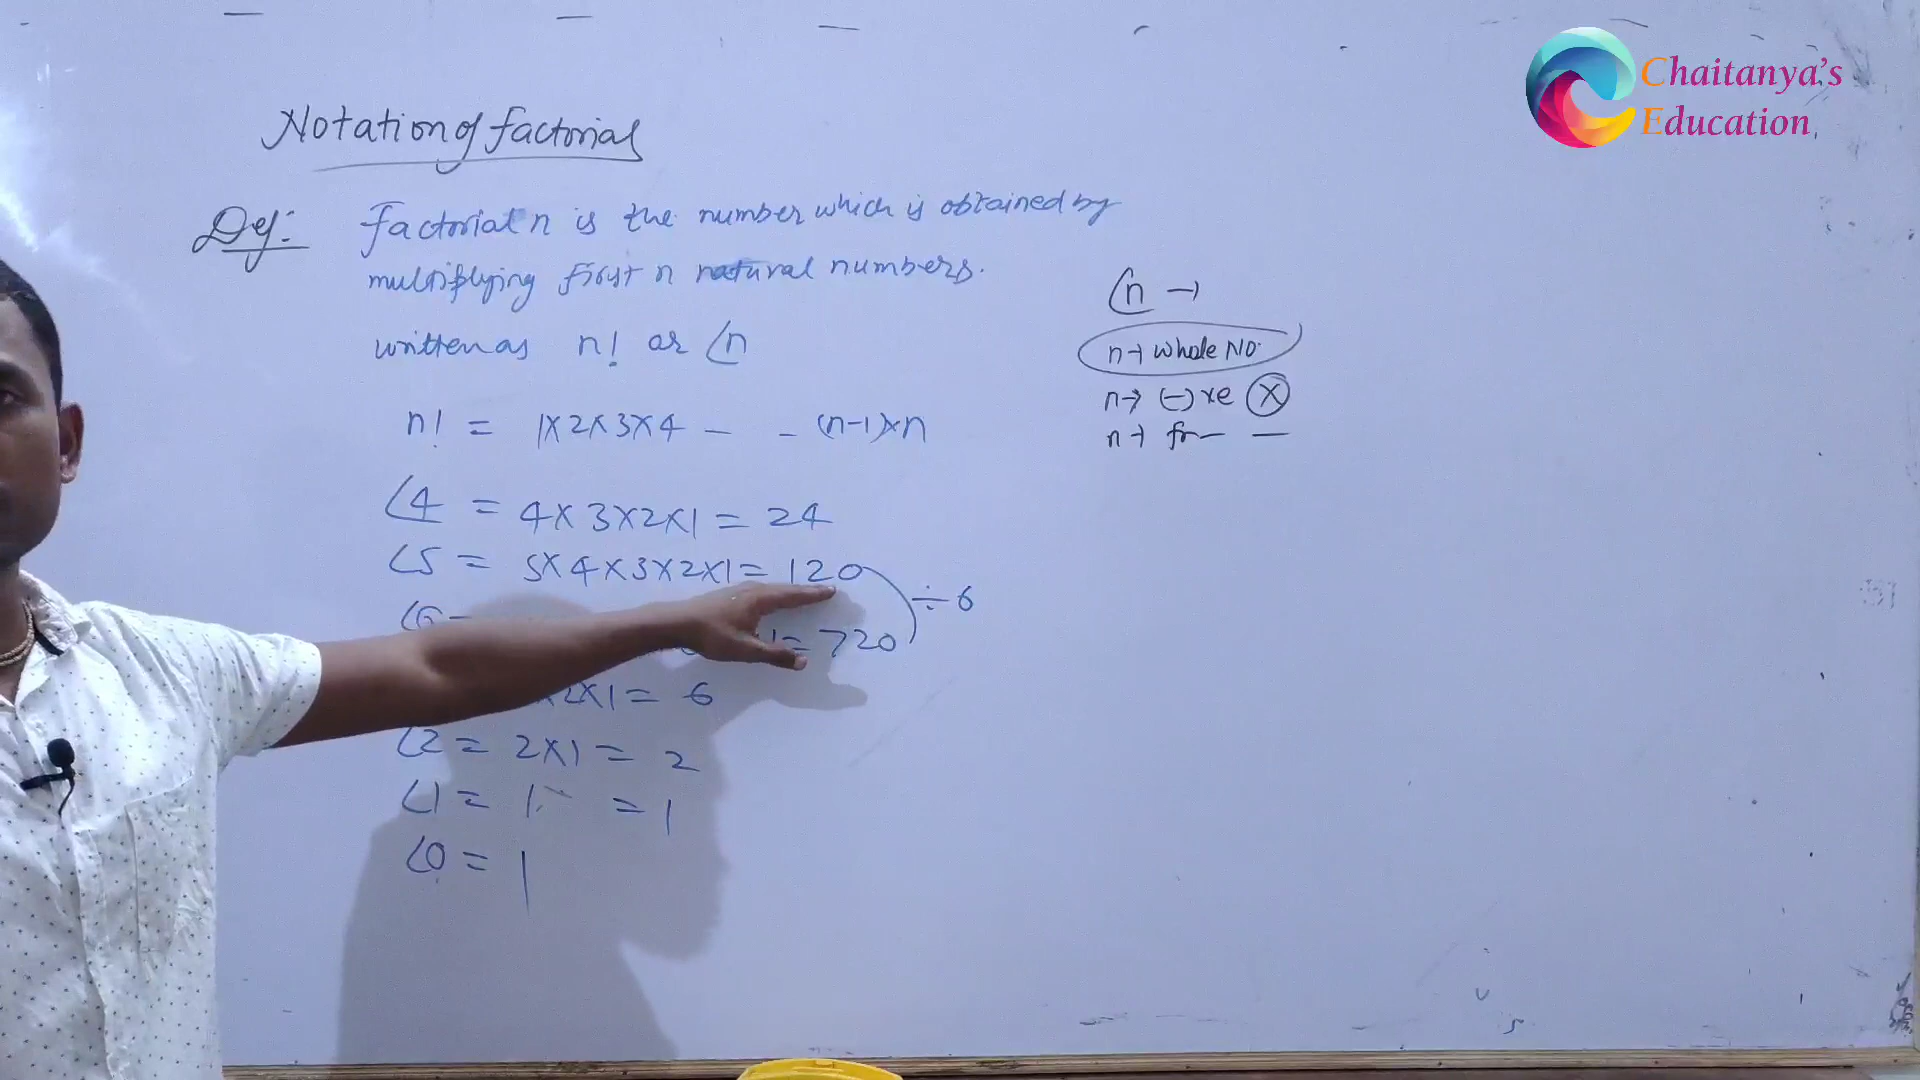 Chaitanya's
Education
Notation of factorial
Def: Factorial n is the number which is obtained by
multiplying first n natural numbers.
written as n! or ∠n
n! = 1×2×3×4 – – (n-1)×n
∠4 = 4×3×2×1 = 24
∠5 = 5×4×3×2×1 = 120
÷6
∠6 = 1 = 720
×2×1 = 6
∠2 = 2×1 = 2
∠1 = 1 = 1
∠0 = 1
∠n →
n→ whole NO.
n→ (-)ve X
n→ fr— —